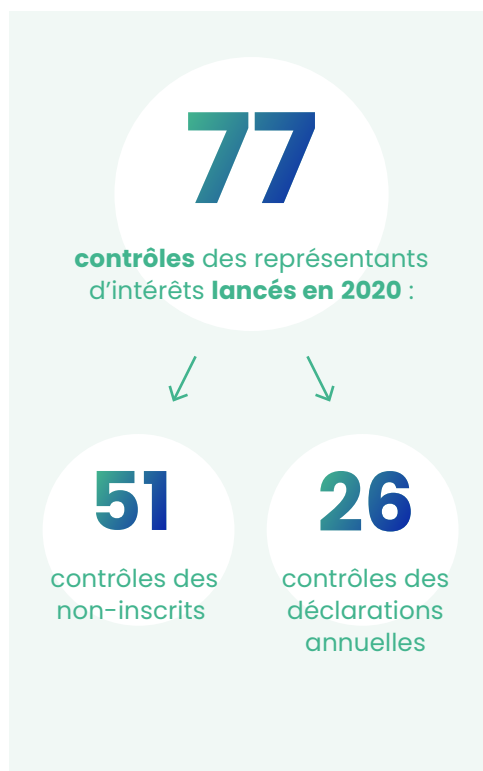 77
contrôles des représentants
d’intérêts lancés en 2020 :
51
contrôles des
non-inscrits
26
contrôles des
déclarations
annuelles